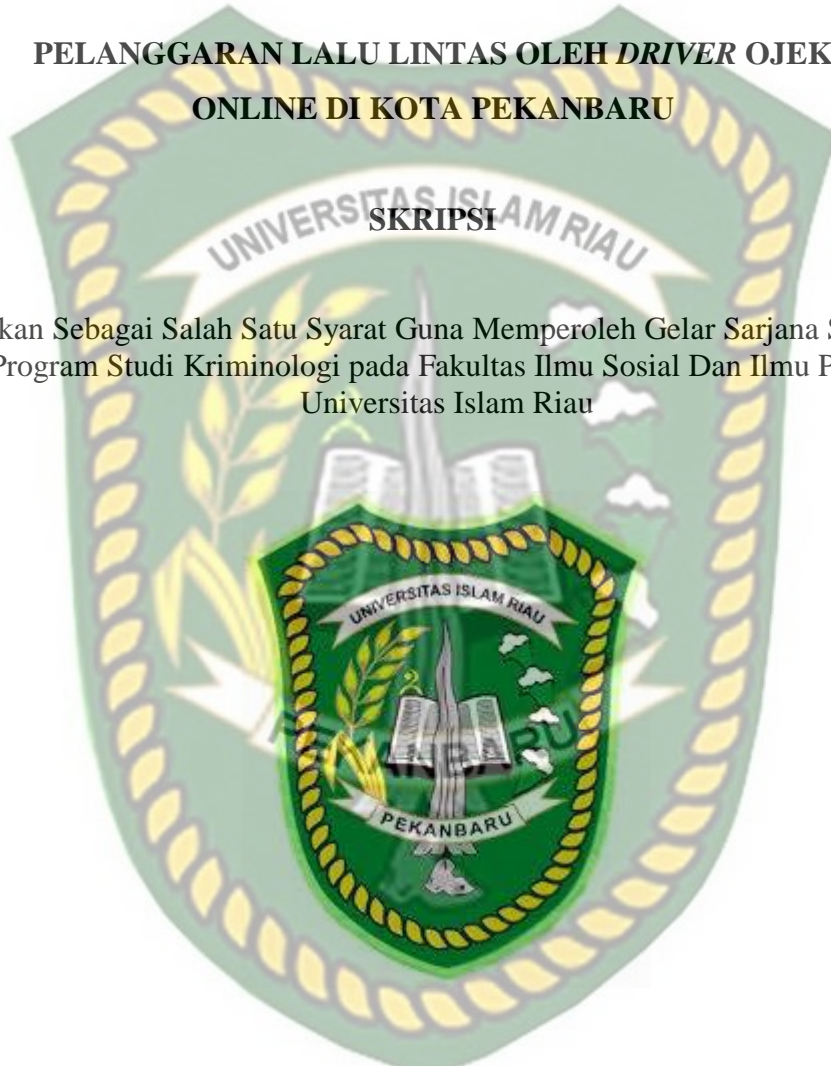 PELANGGARAN LALU LINTAS OLEH DRIVER OJEK
ONLINE DI KOTA PEKANBARU
UNIVERSITAS ISLAM RIAU
SKRIPSI
kan Sebagai Salah Satu Syarat Guna Memperoleh Gelar Sarjana S
Program Studi Kriminologi pada Fakultas Ilmu Sosial Dan Ilmu P
Universitas Islam Riau
UNIVERSITAS ISLAM RIAU
PEKANBARU
PEKANBARU